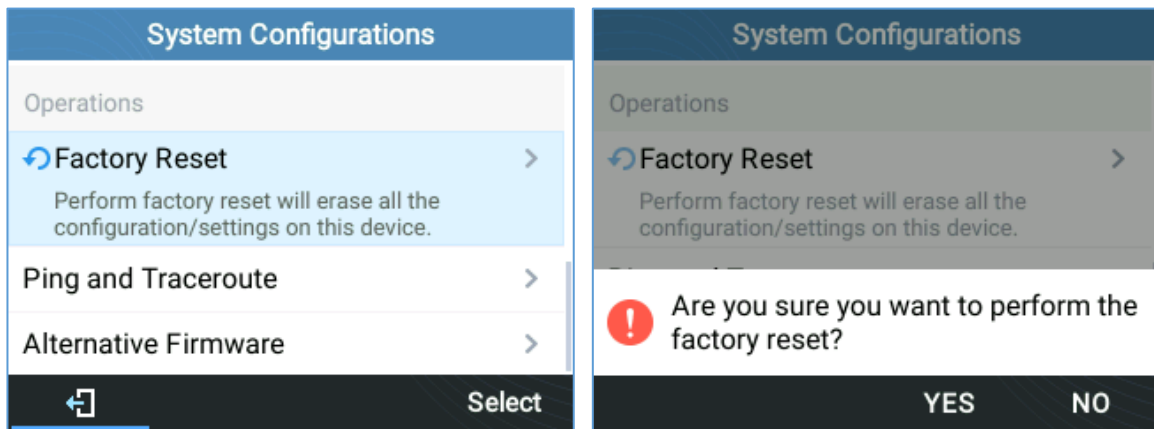 System Configurations
Operations
Factory Reset
Perform factory reset will erase all the
configuration/settings on this device.
Ping and Traceroute
Alternative Firmware
Select
System Configurations
Operations
Factory Reset
Perform factory reset will erase all the
configuration/settings on this device.
Are you sure you want to perform the
factory reset?
YES NO